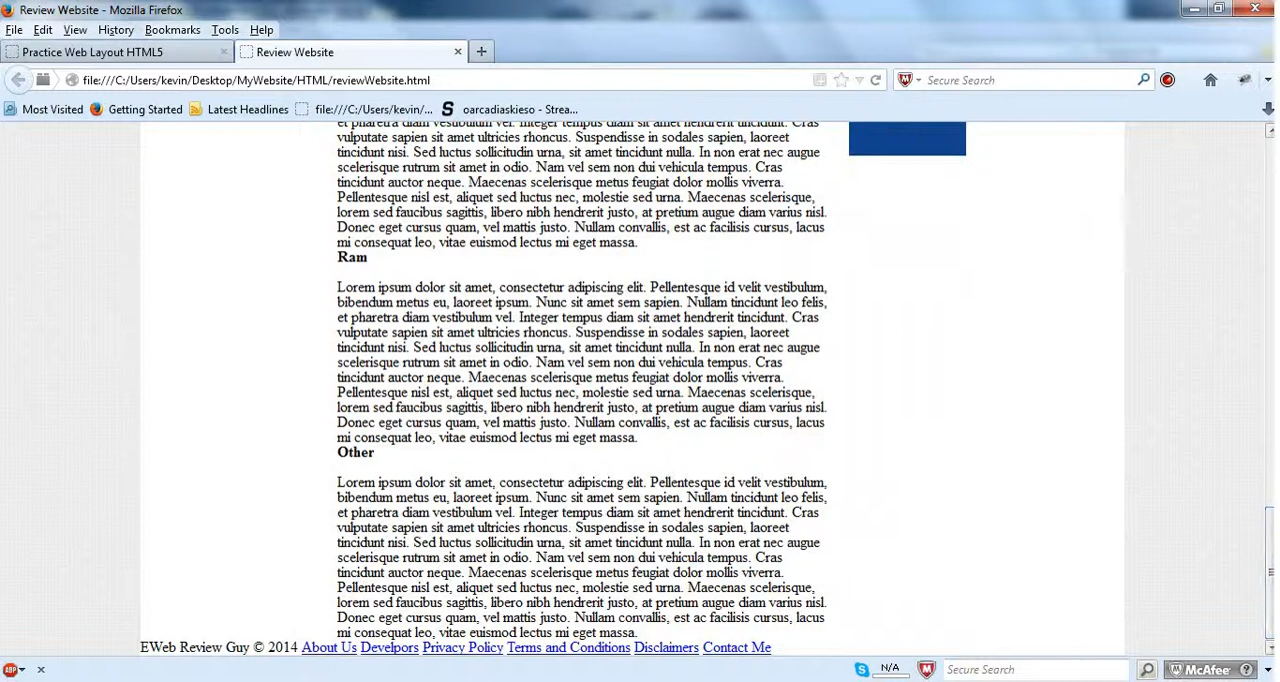 Review Website - Mozilla Firefox
File Edit View History Bookmarks Tools Help
Practice Web Layout HTML5 Review Website
file:///C:/Users/kevin/Desktop/MyWebsite/HTML/reviewWebsite.html Secure Search
Most Visited Getting Started Latest Headlines file:///C:/Users/kevin/... oarcadiaskieso - Strea...
et pharetra diam vestibulum vel. Integer tempus diam sit amet hendrerit tincidunt. Cras
vulputate sapien sit amet ultricies rhoncus. Suspendisse in sodales sapien, laoreet
tincidunt nisi. Sed luctus sollicitudin urna, sit amet tincidunt nulla. In non erat nec augue
scelerisque rutrum sit amet in odio. Nam vel sem non dui vehicula tempus. Cras
tincidunt auctor neque. Maecenas scelerisque metus feugiat dolor mollis viverra.
Pellentesque nisl est, aliquet sed luctus nec, molestie sed urna. Maecenas scelerisque,
lorem sed faucibus sagittis, libero nibh hendrerit justo, at pretium augue diam varius nisl.
Donec eget cursus quam, vel mattis justo. Nullam convallis, est ac facilisis cursus, lacus
mi consequat leo, vitae euismod lectus mi eget massa.
Ram
Lorem ipsum dolor sit amet, consectetur adipiscing elit. Pellentesque id velit vestibulum,
bibendum metus eu, laoreet ipsum. Nunc sit amet sem sapien. Nullam tincidunt leo felis,
et pharetra diam vestibulum vel. Integer tempus diam sit amet hendrerit tincidunt. Cras
vulputate sapien sit amet ultricies rhoncus. Suspendisse in sodales sapien, laoreet
tincidunt nisi. Sed luctus sollicitudin urna, sit amet tincidunt nulla. In non erat nec augue
scelerisque rutrum sit amet in odio. Nam vel sem non dui vehicula tempus. Cras
tincidunt auctor neque. Maecenas scelerisque metus feugiat dolor mollis viverra.
Pellentesque nisl est, aliquet sed luctus nec, molestie sed urna. Maecenas scelerisque,
lorem sed faucibus sagittis, libero nibh hendrerit justo, at pretium augue diam varius nisl.
Donec eget cursus quam, vel mattis justo. Nullam convallis, est ac facilisis cursus, lacus
mi consequat leo, vitae euismod lectus mi eget massa.
Other
Lorem ipsum dolor sit amet, consectetur adipiscing elit. Pellentesque id velit vestibulum,
bibendum metus eu, laoreet ipsum. Nunc sit amet sem sapien. Nullam tincidunt leo felis,
et pharetra diam vestibulum vel. Integer tempus diam sit amet hendrerit tincidunt. Cras
vulputate sapien sit amet ultricies rhoncus. Suspendisse in sodales sapien, laoreet
tincidunt nisi. Sed luctus sollicitudin urna, sit amet tincidunt nulla. In non erat nec augue
scelerisque rutrum sit amet in odio. Nam vel sem non dui vehicula tempus. Cras
tincidunt auctor neque. Maecenas scelerisque metus feugiat dolor mollis viverra.
Pellentesque nisl est, aliquet sed luctus nec, molestie sed urna. Maecenas scelerisque,
lorem sed faucibus sagittis, libero nibh hendrerit justo, at pretium augue diam varius nisl.
Donec eget cursus quam, vel mattis justo. Nullam convallis, est ac facilisis cursus, lacus
mi consequat leo, vitae euismod lectus mi eget massa.
EWeb Review Guy © 2014 About Us Develpors Privacy Policy Terms and Conditions Disclaimers Contact Me
ABP N/A Secure Search McAfee